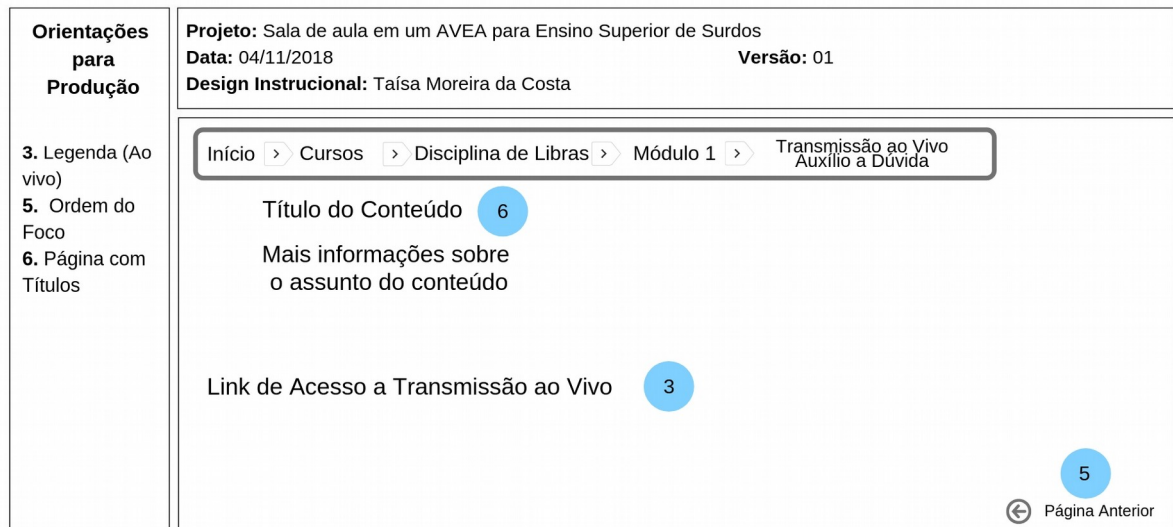 Orientações
para
Produção
3. Legenda (Ao
vivo)
5. Ordem do
Foco
6. Página com
Títulos
Projeto: Sala de aula em um AVEA para Ensino Superior de Surdos
Data: 04/11/2018 Versão: 01
Design Instrucional: Taísa Moreira da Costa
Início > Cursos > Disciplina de Libras > Módulo 1 > Transmissão ao Vivo
Auxílio a Dúvida
Título do Conteúdo 6
Mais informações sobre
o assunto do conteúdo
Link de Acesso a Transmissão ao Vivo 3
5
Página Anterior